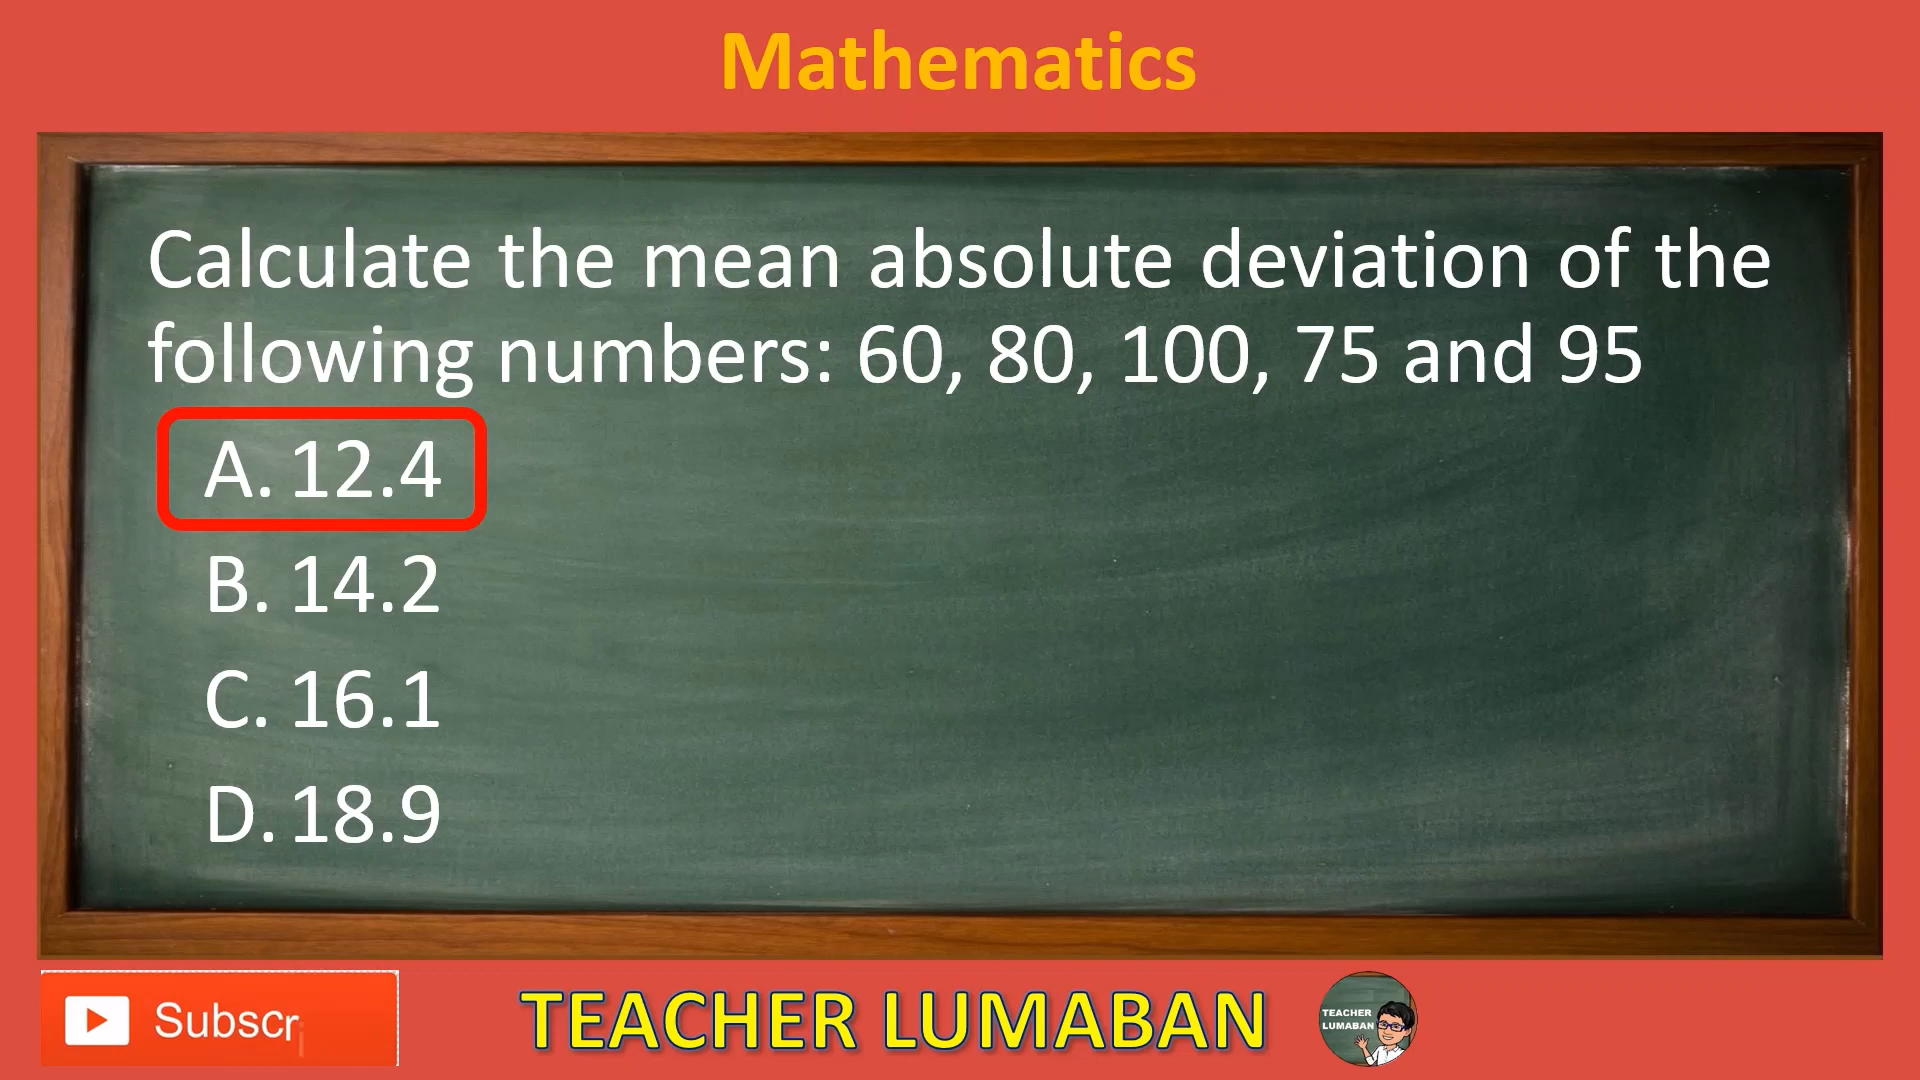 Mathematics
Calculate the mean absolute deviation of the
following numbers: 60, 80, 100, 75 and 95
A. 12.4
B. 14.2
C. 16.1
D. 18.9
Subscr
TEACHER LUMABAN
TEACHER
LUMABAN